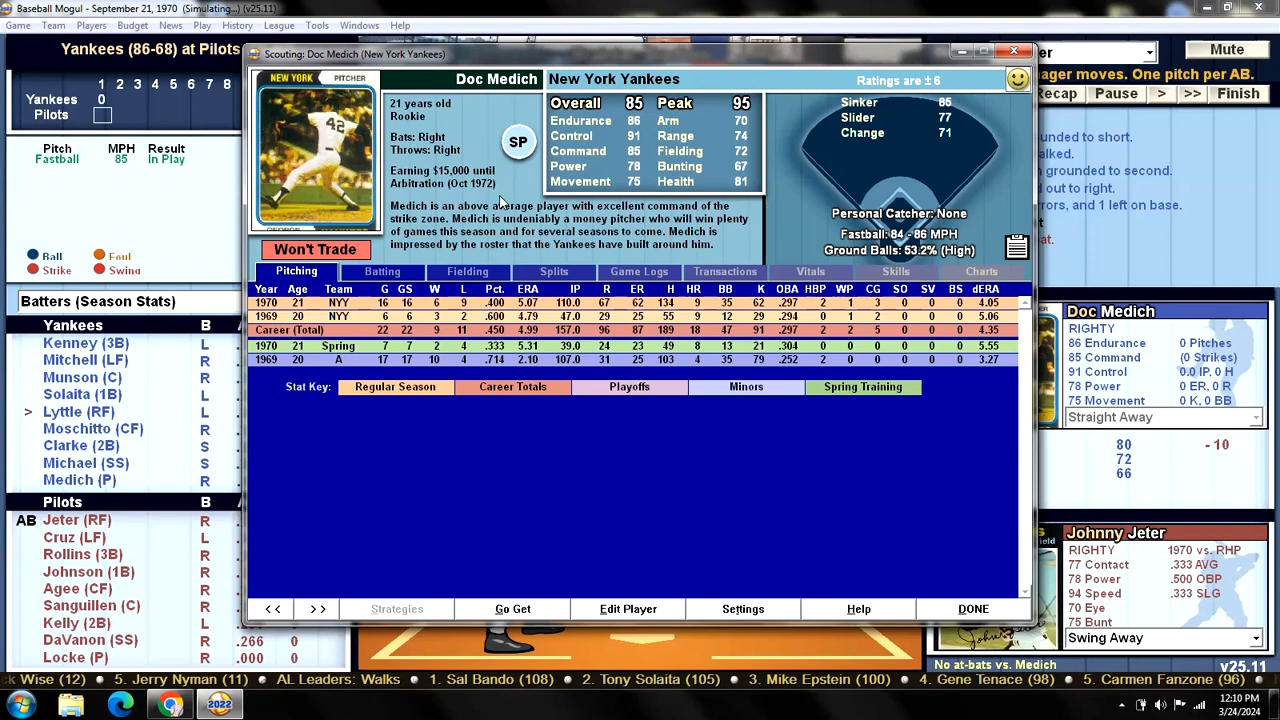 Baseball Mogul - September 21, 1970 (Simulating...) (v25.11)
Game Team Players Budget News Play History League Tools Windows Help
Yankees (86-68) at Pilots
1 2 3 4 5 6 7 8
Yankees 0
Pilots
Pitch MPH Result
Fastball 85 In Play
Ball Foul
Strike Swing
Batters (Season Stats)
Yankees B
Kenney (3B) L
Mitchell (LF) R
Munson (C) R
Solaita (1B) L
> Lyttle (RF) L
Moschitto (CF) R
Clarke (2B) S
Michael (SS) S
Medich (P) R
Pilots B
AB Jeter (RF) R
Cruz (LF) L
Rollins (3B) R
Johnson (1B) R
Agee (CF) R
Sanguillen (C) R
Kelly (2B) L
DaVanon (SS) R .266 0
Locke (P) R .000 0
Scouting: Doc Medich (New York Yankees)
NEW YORK PITCHER
42
Won't Trade
Doc Medich New York Yankees Ratings are ± 6
21 years old
Rookie
Bats: Right
Throws: Right
Earning $15,000 until
Arbitration (Oct 1972)
SP
Overall 85 Peak 95
Endurance 86 Arm 70
Control 91 Range 74
Command 85 Fielding 72
Power 78 Bunting 67
Movement 75 Health 81
Medich is an above average player with excellent command of the
strike zone. Medich is undeniably a money pitcher who will win plenty
of games this season and for several seasons to come. Medich is
impressed by the roster that the Yankees have built around him.
Sinker 85
Slider 77
Change 71
Personal Catcher: None
Fastball: 84 - 86 MPH
Ground Balls: 53.2% (High)
Pitching Batting Fielding Splits Game Logs Transactions Vitals Skills Charts
Year Age Team G GS W L Pct. ERA IP R ER H HR BB K OBA HBP WP CG SO SV BS dERA
1970 21 NYY 16 16 6 9 .400 5.07 110.0 67 62 134 9 35 62 .297 2 1 3 0 0 0 4.05
1969 20 NYY 6 6 3 2 .600 4.79 47.0 29 25 55 9 12 29 .294 0 1 2 0 0 0 5.06
Career (Total) 22 22 9 11 .450 4.99 157.0 96 87 189 18 47 91 .297 2 2 5 0 0 0 4.35
1970 21 Spring 7 7 2 4 .333 5.31 39.0 24 23 49 8 13 21 .304 0 0 0 0 0 0 5.55
1969 20 A 17 17 10 4 .714 2.10 107.0 31 25 103 4 35 79 .252 2 0 0 0 0 0 3.27
Stat Key: Regular Season Career Totals Playoffs Minors Spring Training
<< >> Strategies Go Get Edit Player Settings Help DONE
Mute
ager moves. One pitch per AB.
Recap Pause > >> Finish
unded to short.
alked.
unded to second.
d out to right.
rors, and 1 left on base.
Doc Medich
RIGHTY
86 Endurance 0 Pitches
85 Command (0 Strikes)
91 Control 0.0 IP, 0 H
78 Power 0 ER, 0 R
75 Movement 0 K, 0 BB
Straight Away
80 - 10
72
66
Johnny Jeter
RIGHTY 1970 vs. RHP
77 Contact .333 AVG
78 Power .500 OBP
94 Speed .333 SLG
70 Eye
75 Bunt
Swing Away
No at-bats vs. Medich v25.11
ck Wise (12) 5. Jerry Nyman (11) AL Leaders: Walks 1. Sal Bando (108) 2. Tony Solaita (105) 3. Mike Epstein (100) 4. Gene Tenace (98) 5. Carmen Fanzone (96)
2022
12:10 PM
3/24/2024